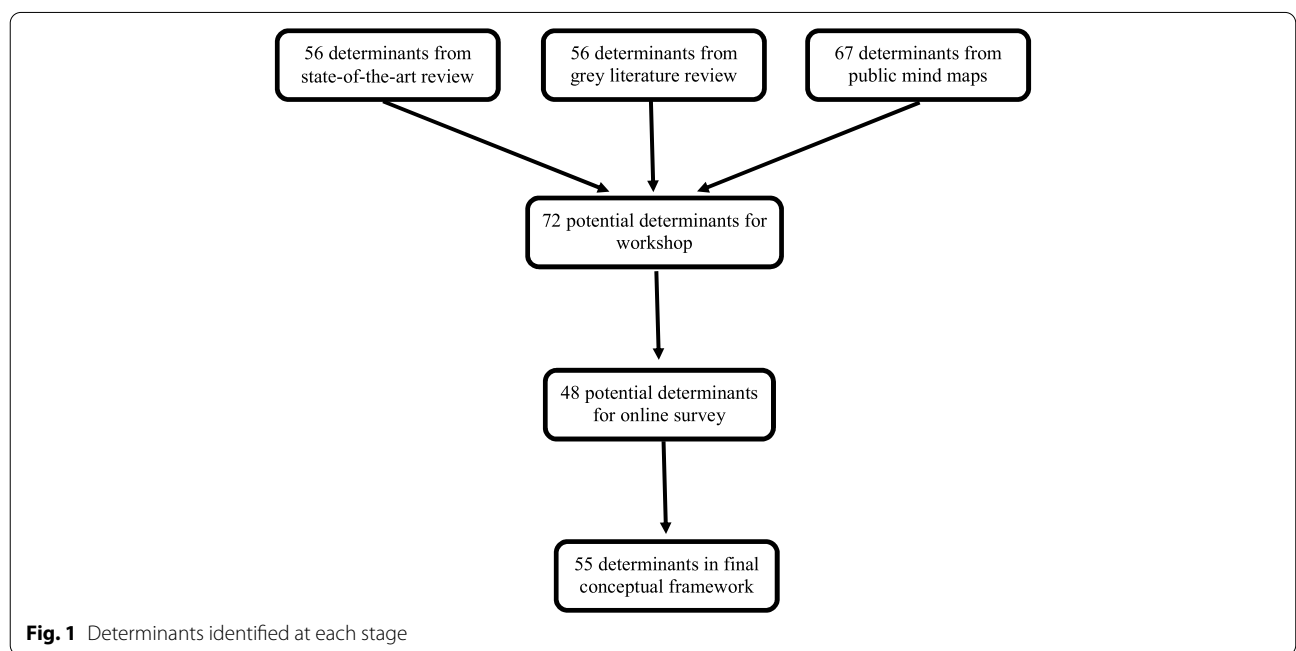 56 determinants from
state-of-the-art review
56 determinants from
grey literature review
67 determinants from
public mind maps
72 potential determinants for
workshop
48 potential determinants
for online survey
55 determinants in final
conceptual framework
Fig. 1 Determinants identified at each stage